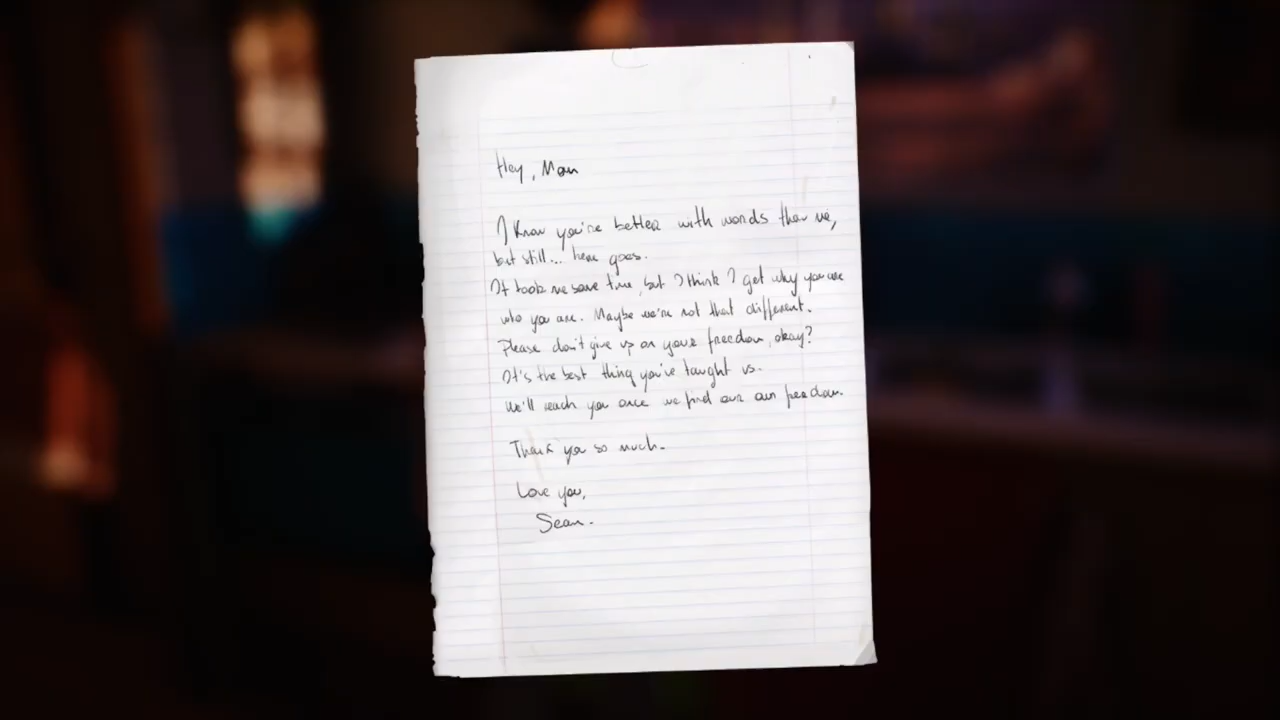 Hey, Mom
I know you're better with words than me,
but still... here goes.
It took me some time, but I think I get why you are
who you are. Maybe we're not that different.
Please don't give up on your freedom, okay?
It's the best thing you've taught us.
We'll reach you once we find our own freedom.
Thank you so much.
Love you,
Sean.